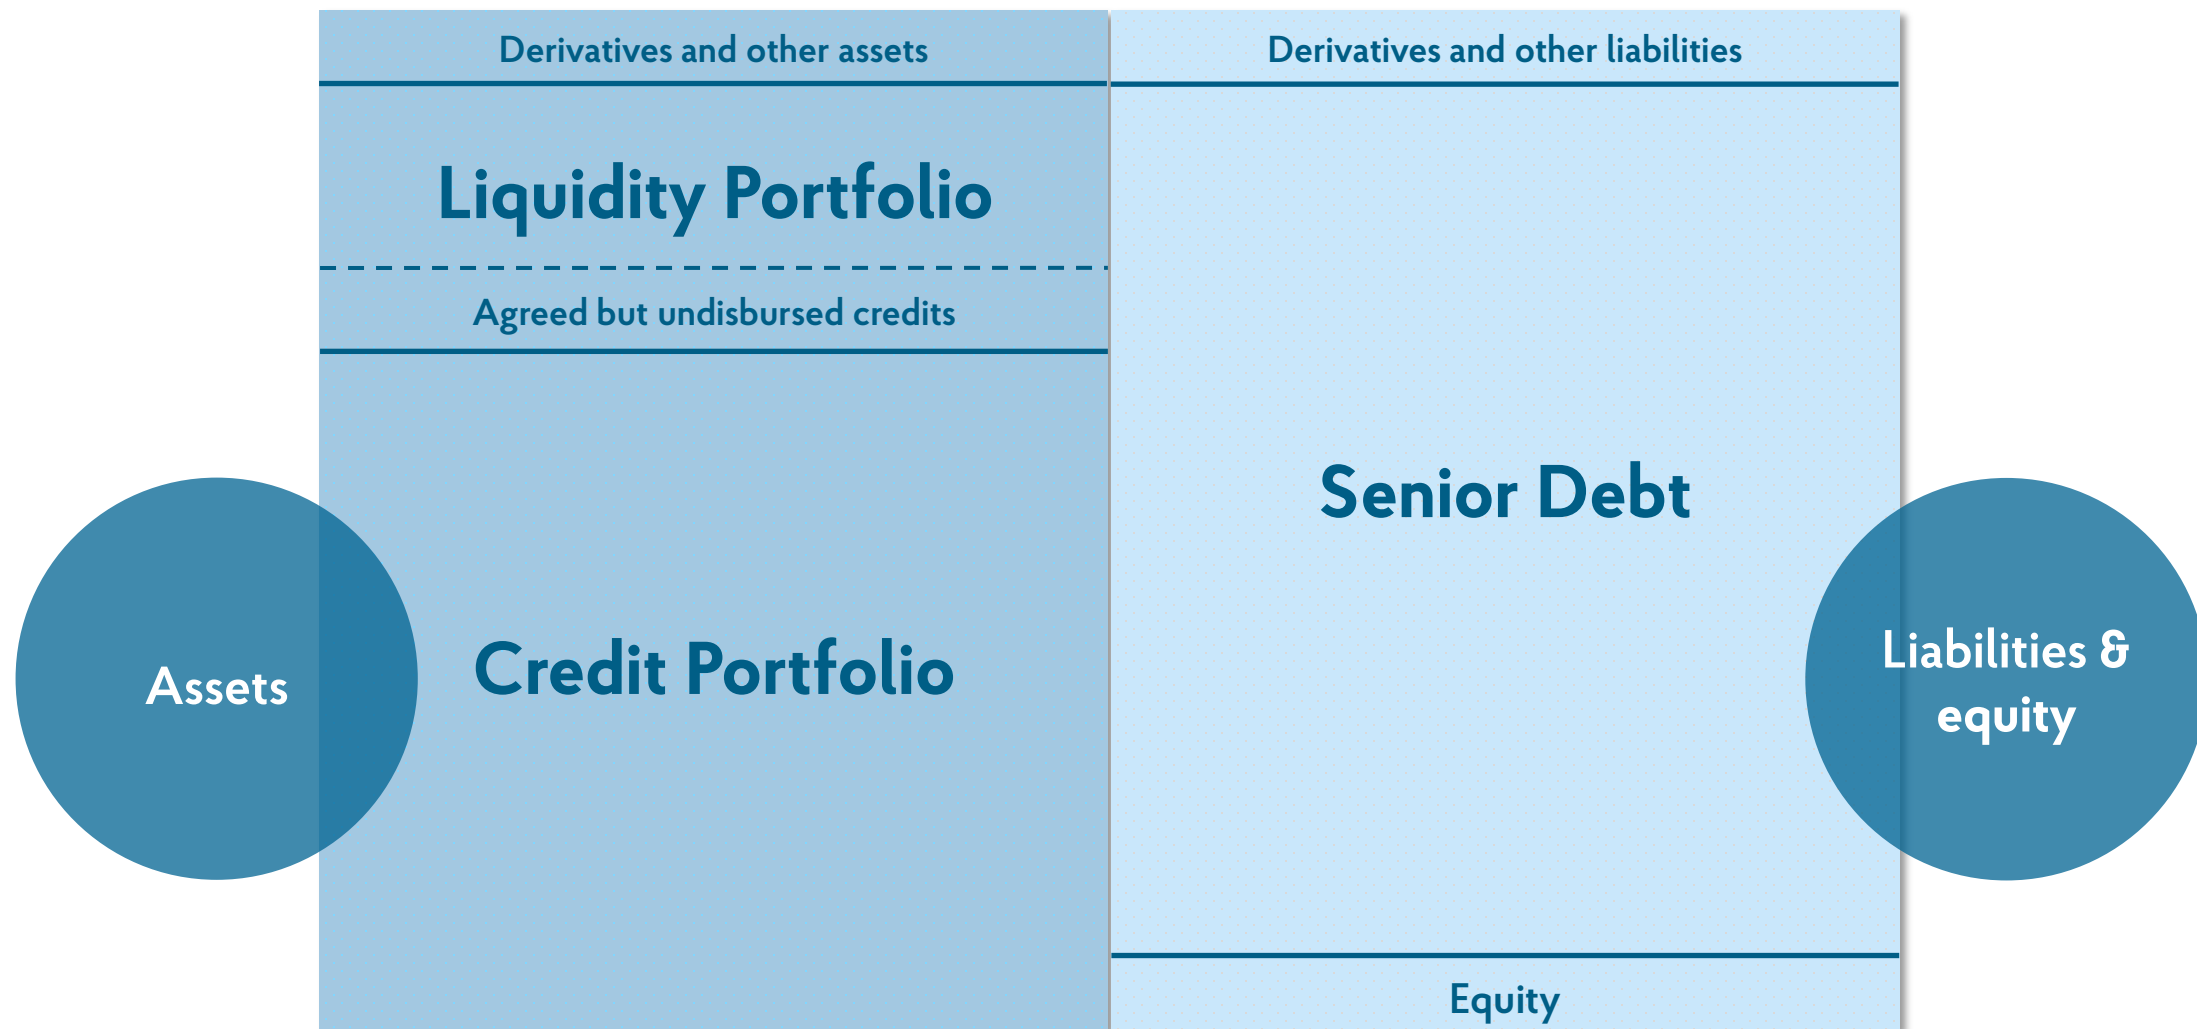 Derivatives and other assets
Liquidity Portfolio
Agreed but undisbursed credits
Credit Portfolio
Assets
Derivatives and other liabilities
Senior Debt
Equity
Liabilities &
equity